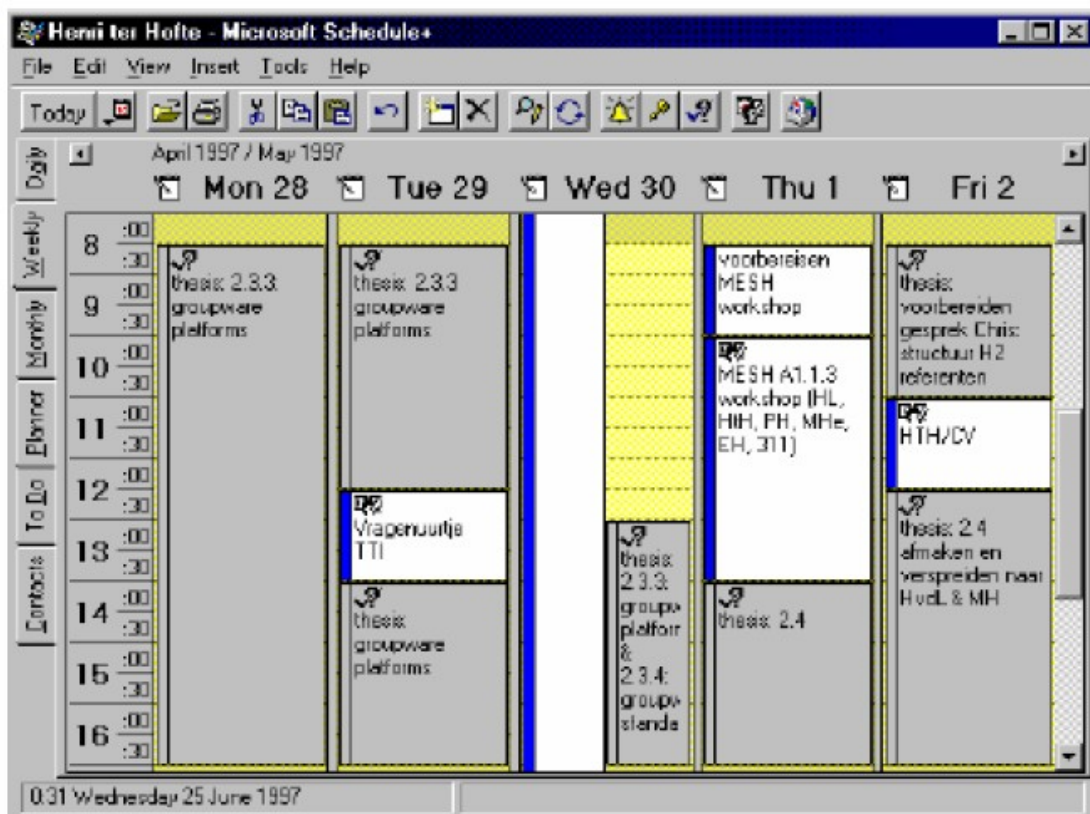 Henri ter Hofte - Microsoft Schedule+
File Edit View Insert Tools Help
Today
April 1997 / May 1997
Mon 28 Tue 29 Wed 30 Thu 1 Fri 2
Daily
Weekly
Monthly
Planner
To Do
Contacts
8 :00
:30
9 :00
:30
10 :00
:30
11 :00
:30
12 :00
:30
13 :00
:30
14 :00
:30
15 :00
:30
16 :00
:30
thesis: 2.3.3:
groupware
platforms
thesis: 2.3.3
groupware
platforms
Vragenuurtje
TTI
thesis:
groupware
platforms
thesis:
2.3.3:
groupw
platforr
&
2.3.4:
groupw
standa
voorbereisen
MESH
workshop
MESH A1.1.3
workshop (HL,
HtH, PH, MHe,
EH, 311)
thesis: 2.4
thesis:
voorbereiden
gesprek Chris:
structuur H2
referenten
HTH/CV
thesis: 2.4
afmaken en
verspreiden naar
HvdL & MH
0:31 Wednesday 25 June 1997